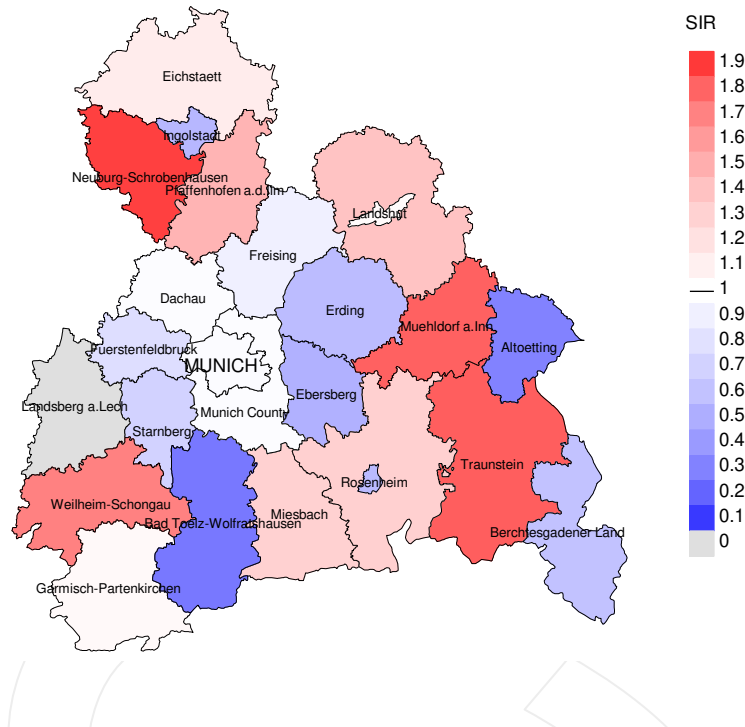 SIR
1.9
1.8
1.7
1.6
1.5
1.4
1.3
1.2
1.1
1
0.9
0.8
0.7
0.6
0.5
0.4
0.3
0.2
0.1
0
Eichstaett
Ingolstadt
Neuburg-Schrobenhausen
Pfaffenhofen a.d.Ilm
Landshut
Freising
Dachau
Erding
Muehldorf a.Inn
Altoetting
Fuerstenfeldbruck
MUNICH
Landsberg a.Lech
Munich County
Ebersberg
Starnberg
Traunstein
Rosenheim
Weilheim-Schongau
Miesbach
Bad Toelz-Wolfratshausen
Berchtesgadener Land
Garmisch-Partenkirchen